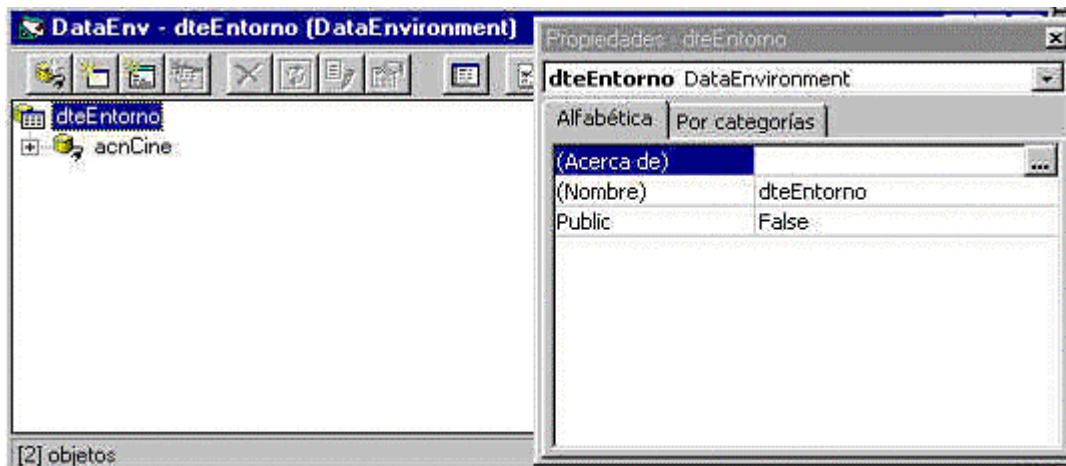 DataEnv - dteEntorno (DataEnvironment)
dteEntorno
acnCine
[2] objetos
Propiedades - dteEntorno
dteEntorno DataEnvironment
Alfabética
Por categorías
(Acerca de)
...
(Nombre) dteEntorno
Public False